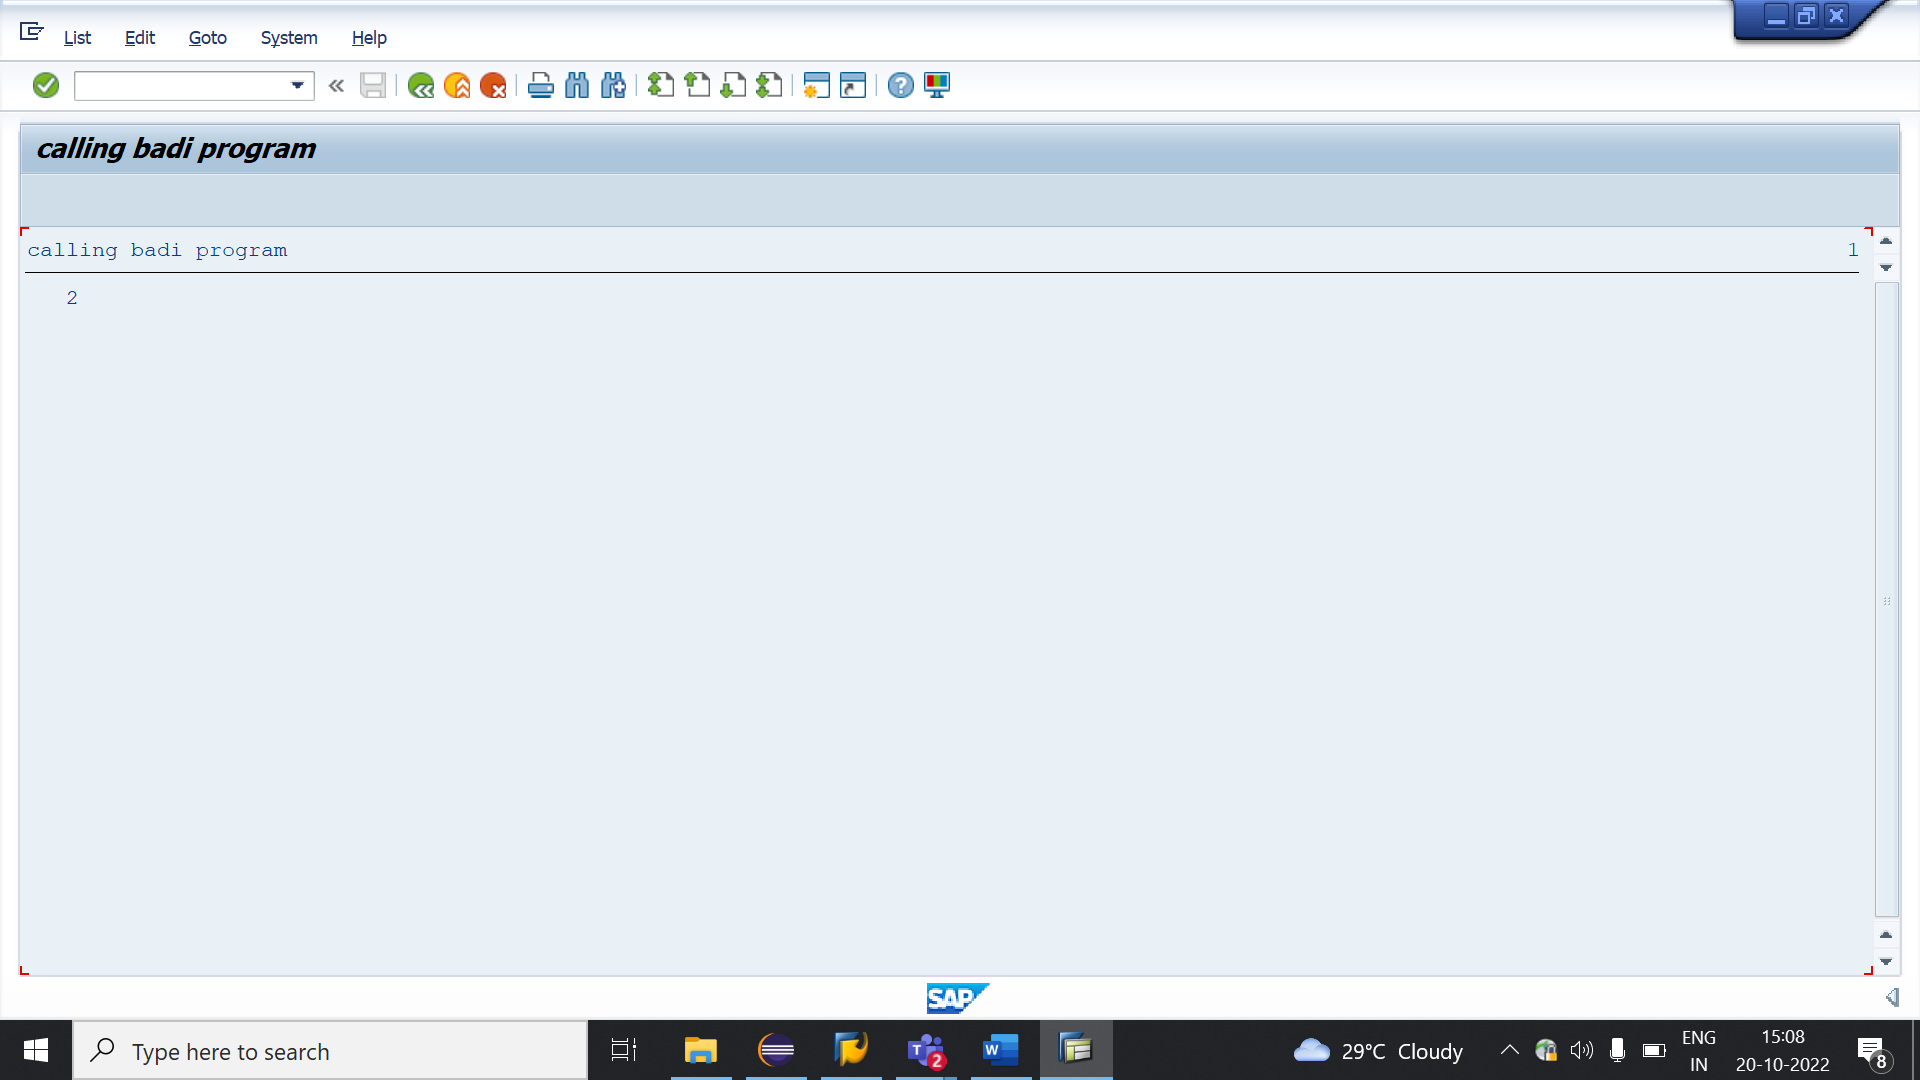 List Edit Goto System Help
calling badi program
calling badi program 1
2
SAP
Type here to search
T 2
W
29°C Cloudy
ENG
IN
15:08
20-10-2022
8